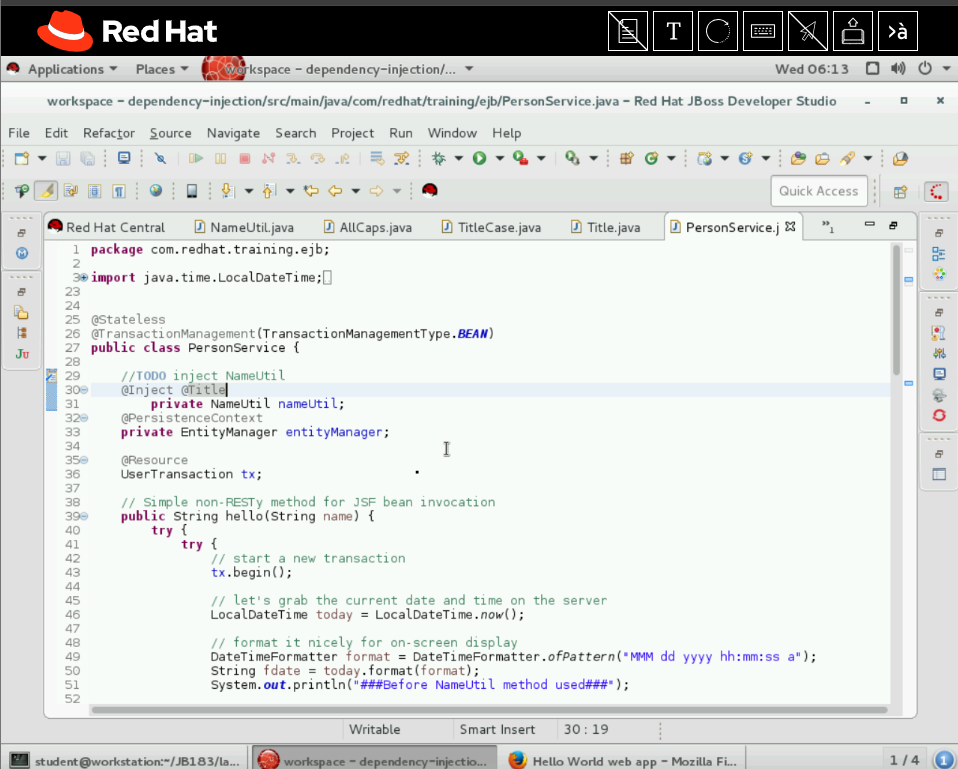 Red Hat
T
>à
Applications Places workspace - dependency-injection/... Wed 06:13
workspace - dependency-injection/src/main/java/com/redhat/training/ejb/PersonService.java - Red Hat JBoss Developer Studio
File Edit Refactor Source Navigate Search Project Run Window Help
Quick Access
Red Hat Central NameUtil.java AllCaps.java TitleCase.java Title.java PersonService.j »1
1 package com.redhat.training.ejb;
2
3 import java.time.LocalDateTime;
23
24
25 @Stateless
26 @TransactionManagement(TransactionManagementType.BEAN)
27 public class PersonService {
28
29 //TODO inject NameUtil
30 @Inject @Title
31 private NameUtil nameUtil;
32 @PersistenceContext
33 private EntityManager entityManager;
34
35 @Resource
36 UserTransaction tx;
37
38 // Simple non-RESTy method for JSF bean invocation
39 public String hello(String name) {
40 try {
41 try {
42 // start a new transaction
43 tx.begin();
44
45 // let's grab the current date and time on the server
46 LocalDateTime today = LocalDateTime.now();
47
48 // format it nicely for on-screen display
49 DateTimeFormatter format = DateTimeFormatter.ofPattern("MMM dd yyyy hh:mm:ss a");
50 String fdate = today.format(format);
51 System.out.println("###Before NameUtil method used###");
52
Ju
Writable Smart Insert 30 : 19
student@workstation:~/JB183/la... workspace - dependency-injectio... Hello World web app - Mozilla Fi... 1 / 4 1